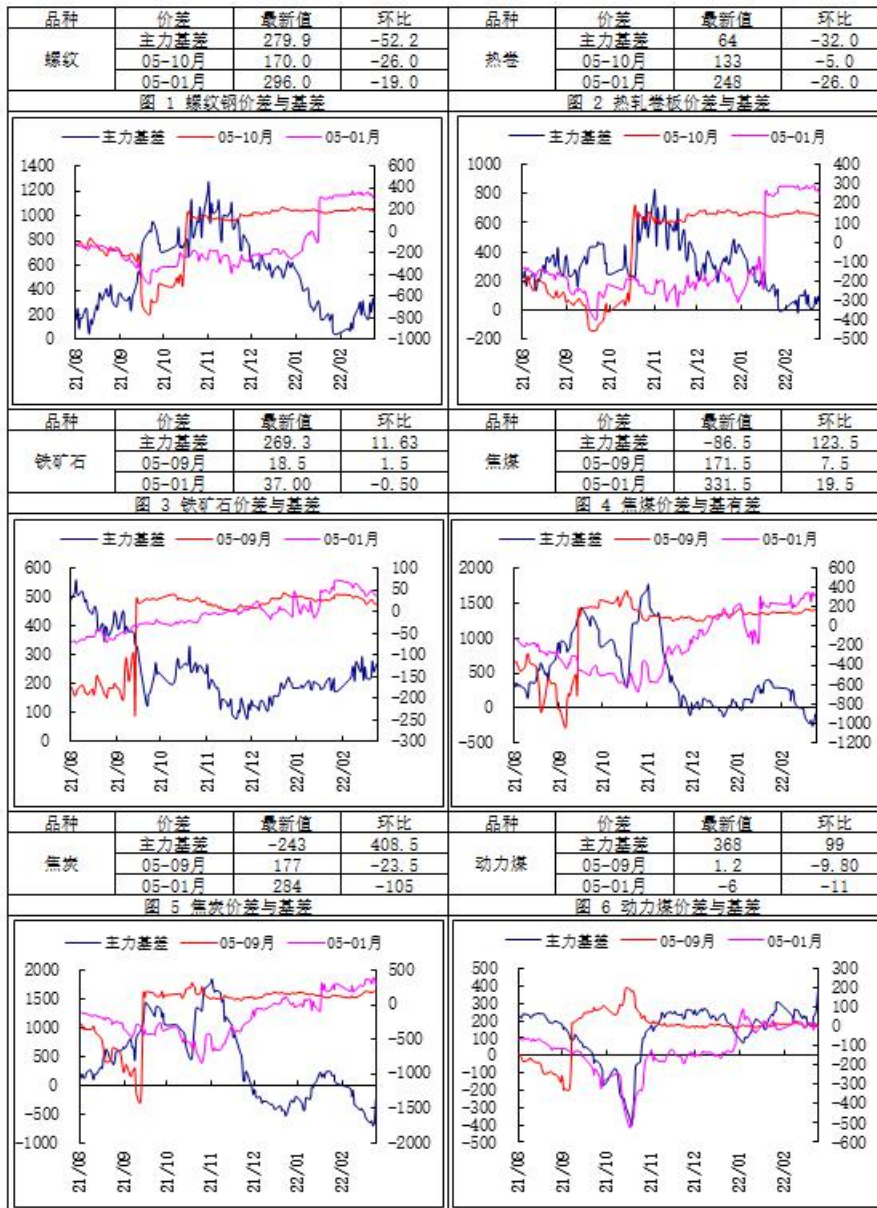 品种 价差 最新值 环比 品种 价差 最新值 环比
螺纹 主力基差 279.9 -52.2 热卷 主力基差 64 -32.0
05-10月 170.0 -26.0 05-10月 133 -5.0
05-01月 296.0 -19.0 05-01月 248 -26.0
图 1 螺纹钢价差与基差 图 2 热轧卷板价差与基差
主力基差 05-10月 05-01月
1400 1200 1000 800 600 400 200 0
600 400 200 0 -200 -400 -600 -800 -1000
21/08 21/09 21/10 21/11 21/12 22/01 22/02
主力基差 05-10月 05-01月
1000 800 600 400 200 0 -200
400 300 200 100 0 -100 -200 -300 -400 -500
21/08 21/09 21/10 21/11 21/12 22/01 22/02
品种 价差 最新值 环比 品种 价差 最新值 环比
铁矿石 主力基差 269.3 11.63 焦煤 主力基差 -86.5 123.5
05-09月 18.5 1.5 05-09月 171.5 7.5
05-01月 37.00 -0.50 05-01月 331.5 19.5
图 3 铁矿石价差与基差 图 4 焦煤价差与基有差
主力基差 05-09月 05-01月
600 500 400 300 200 100 0
100 50 0 -50 -100 -150 -200 -250 -300
21/08 21/09 21/10 21/11 21/12 22/01 22/02
主力基差 05-09月 05-01月
2000 1500 1000 500 0 -500
600 400 200 0 -200 -400 -600 -800 -1000 -1200
21/08 21/09 21/10 21/11 21/12 22/01 22/02
品种 价差 最新值 环比 品种 价差 最新值 环比
焦炭 主力基差 -243 408.5 动力煤 主力基差 368 99
05-09月 177 -23.5 05-09月 1.2 -9.80
05-01月 284 -105 05-01月 -6 -11
图 5 焦炭价差与基差 图 6 动力煤价差与基差
主力基差 05-09月 05-01月
2000 1500 1000 500 0 -500 -1000
500 0 -500 -1000 -1500 -2000
21/08 21/09 21/10 21/11 21/12 22/01 22/02
主力基差 05-09月 05-01月
500 400 300 200 100 0 -100 -200 -300 -400 -500
300 200 100 0 -100 -200 -300 -400 -500 -600
21/08 21/09 21/10 21/11 21/12 22/01 22/02